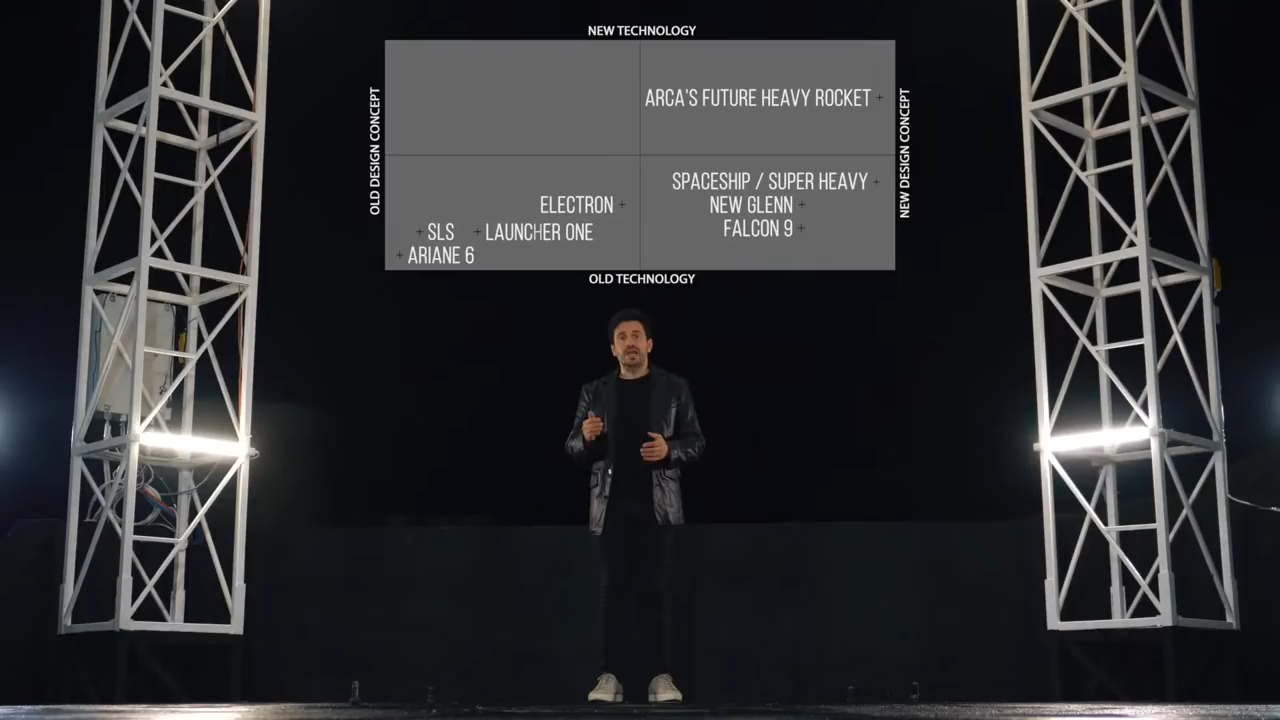 NEW TECHNOLOGY
OLD DESIGN CONCEPT
NEW DESIGN CONCEPT
ARCA'S FUTURE HEAVY ROCKET +
SPACESHIP / SUPER HEAVY +
ELECTRON +
NEW GLENN +
+ SLS
+ LAUNCHER ONE
FALCON 9 +
+ ARIANE 6
OLD TECHNOLOGY